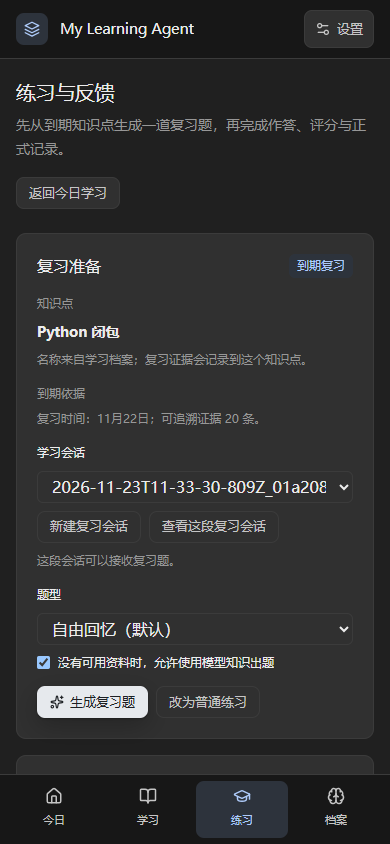 My Learning Agent
设置
练习与反馈
先从到期知识点生成一道复习题，再完成作答、评分与正
式记录。
返回今日学习
复习准备
到期复习
知识点
Python 闭包
名称来自学习档案；复习证据会记录到这个知识点。
到期依据
复习时间：11月22日；可追溯证据 20 条。
学习会话
2026-11-23T11-33-30-809Z_01a208
新建复习会话
查看这段复习会话
这段会话可以接收复习题。
题型
自由回忆（默认）
没有可用资料时，允许使用模型知识出题
生成复习题
改为普通练习
今日
学习
练习
档案